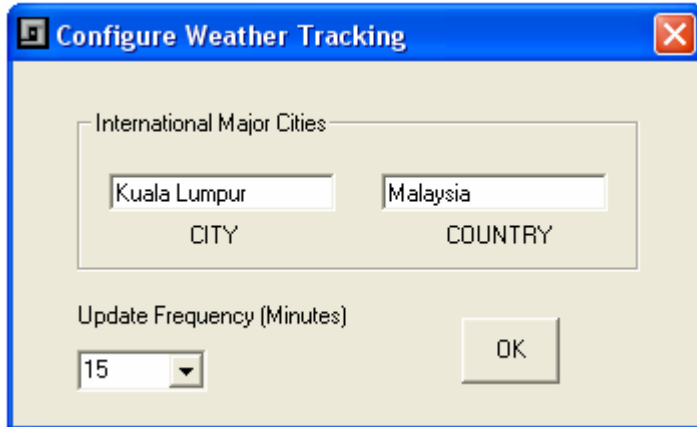 Configure Weather Tracking
International Major Cities
Kuala Lumpur Malaysia
CITY COUNTRY
Update Frequency (Minutes)
15
OK